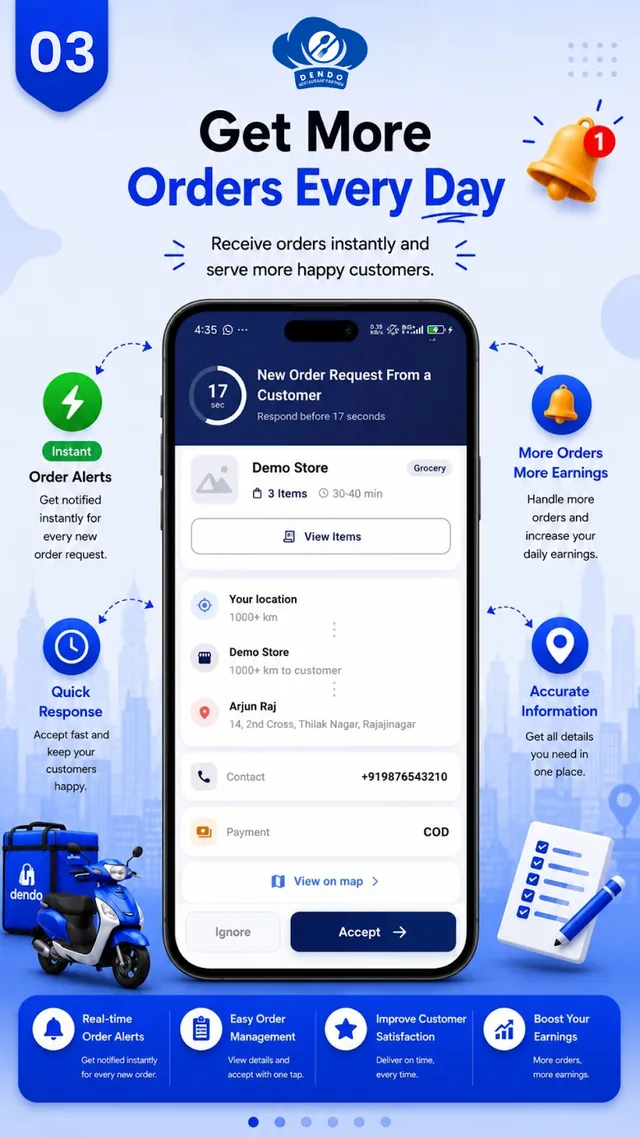 03
DENDO
RESTAURANT PARTNER
Get More
Orders Every Day
1
Receive orders instantly and
serve more happy customers.
4:35
0.35
KB/s
17
sec
New Order Request From a
Customer
Respond before 17 seconds
Demo Store
Grocery
3 Items
30-40 min
View Items
Your location
1000+ km
Demo Store
1000+ km to customer
Arjun Raj
14, 2nd Cross, Thilak Nagar, Rajajinagar
Contact
+919876543210
Payment
COD
View on map
Ignore
Accept
Instant
Order Alerts
Get notified
instantly for
every new
order request.
More Orders
More Earnings
Handle more
orders and
increase your
daily earnings.
Quick
Response
Accept fast and
keep your
customers
happy.
Accurate
Information
Get all details
you need in
one place.
dendo
Real-time
Order Alerts
Get notified instantly
for every new order.
Easy Order
Management
View details and
accept with one tap.
Improve Customer
Satisfaction
Deliver on time,
every time.
Boost Your
Earnings
More orders,
more earnings.